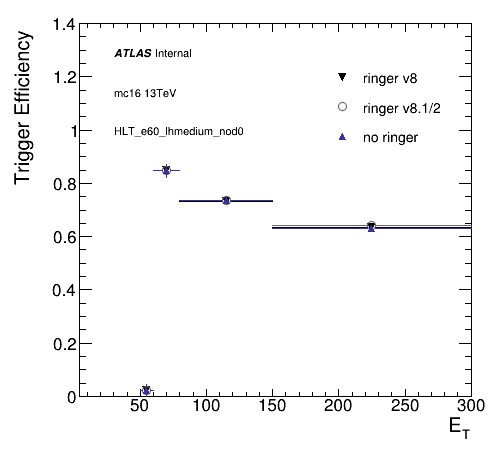 Trigger Efficiency
1.4
1.2
1
0.8
0.6
0.4
0.2
0
ATLAS Internal
mc16 13TeV
HLT_e60_lhmedium_nod0
ringer v8
ringer v8.1/2
no ringer
50 100 150 200 250 300
E_T